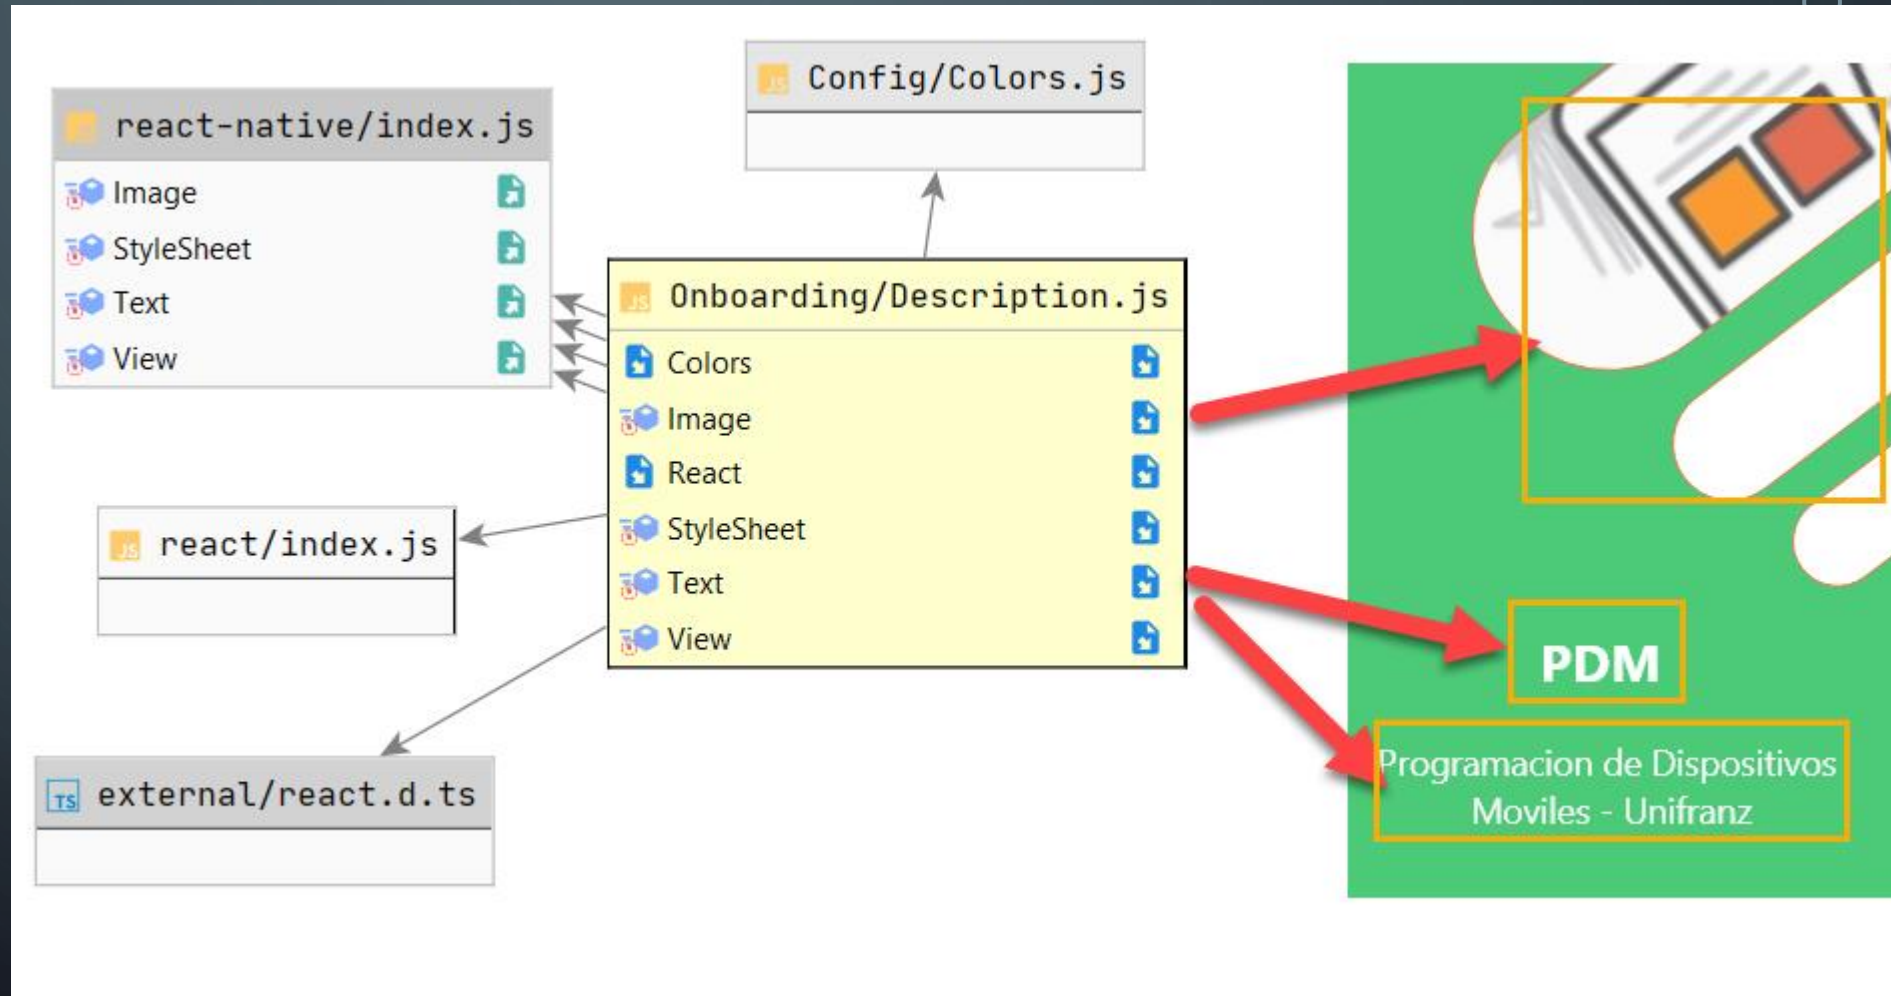 Config/Colors.js
react-native/index.js
Image
StyleSheet
Text
View
Onboarding/Description.js
Colors
Image
React
StyleSheet
Text
View
react/index.js
external/react.d.ts
PDM
Programacion de Dispositivos
Moviles - Unifranz